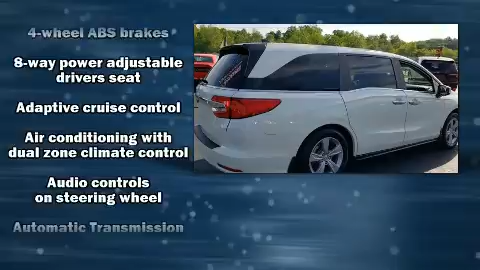 4-wheel ABS brakes
8-way power adjustable
drivers seat
Adaptive cruise control
Air conditioning with
dual zone climate control
Audio controls
on steering wheel
Automatic Transmission